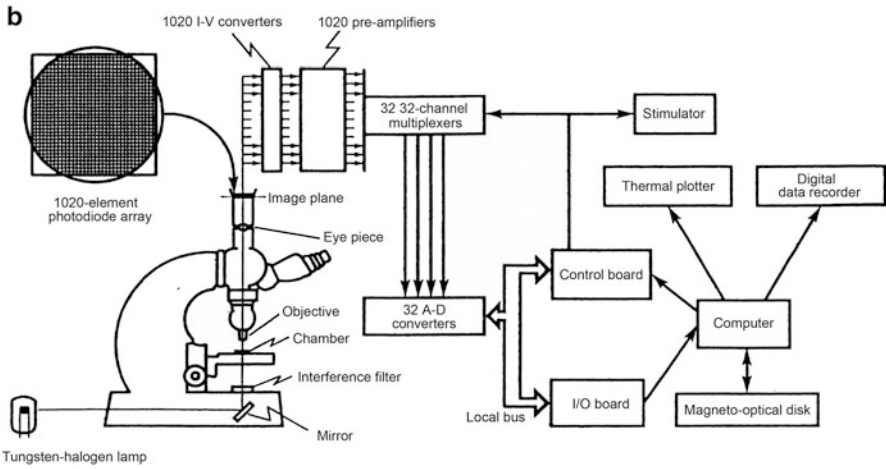 b
1020 I-V converters
1020 pre-amplifiers
32 32-channel
multiplexers
Stimulator
1020-element
photodiode array
Image plane
Eye piece
Thermal plotter
Digital
data recorder
Control board
Objective
Chamber
Interference filter
32 A-D
converters
Computer
Local bus
I/O board
Magneto-optical disk
Mirror
Tungsten-halogen lamp